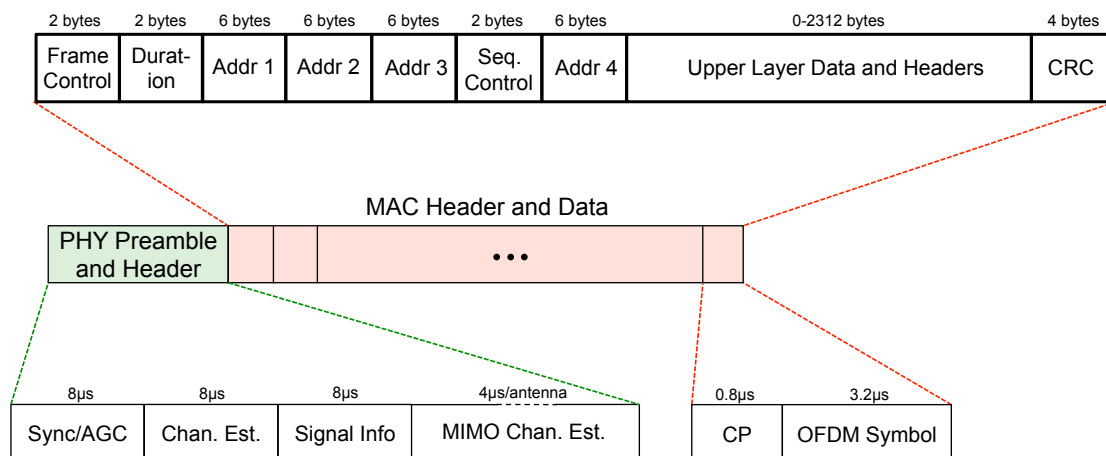 2 bytes 2 bytes 6 bytes 6 bytes 6 bytes 2 bytes 6 bytes 0-2312 bytes 4 bytes
Frame Control
Durat-ion
Addr 1
Addr 2
Addr 3
Seq. Control
Addr 4
Upper Layer Data and Headers
CRC
MAC Header and Data
PHY Preamble
and Header
•••
8µs 8µs 8µs 4µs/antenna 0.8µs 3.2µs
Sync/AGC Chan. Est. Signal Info MIMO Chan. Est. CP OFDM Symbol